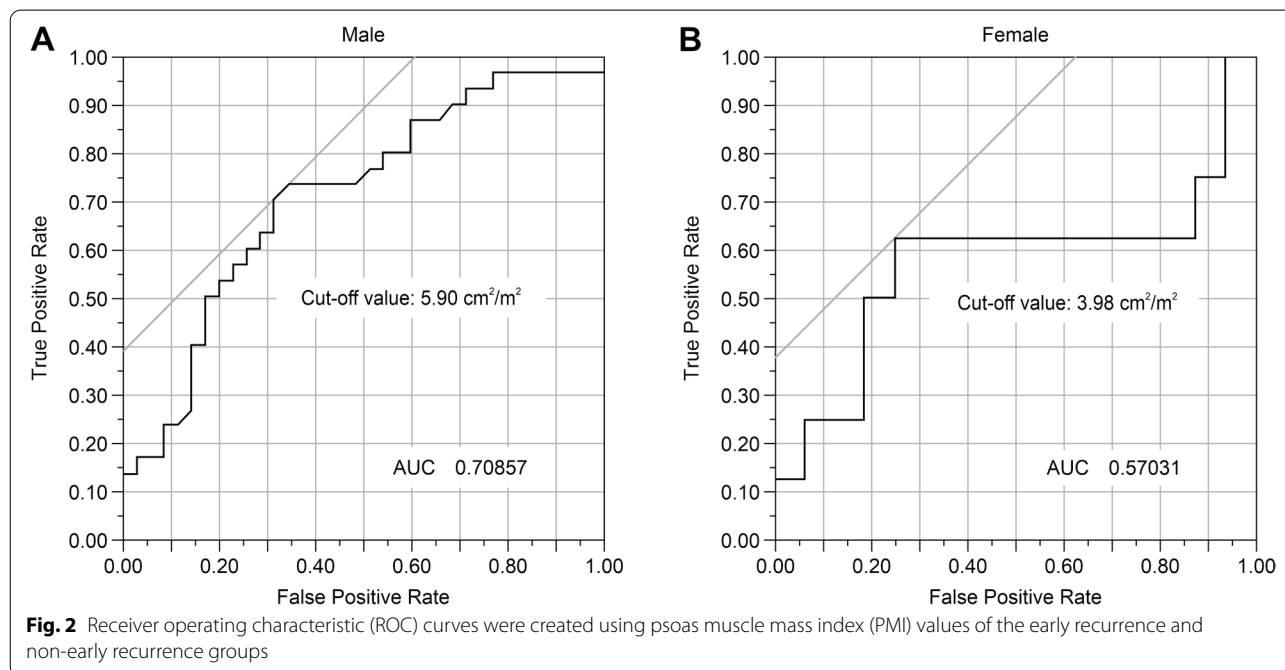 A
Male
1.00
0.90
0.80
0.70
0.60
0.50
0.40
0.30
0.20
0.10
0.00
True Positive Rate
Cut-off value: 5.90 cm²/m²
AUC 0.70857
0.00 0.20 0.40 0.60 0.80 1.00
False Positive Rate
B
Female
1.00
0.90
0.80
0.70
0.60
0.50
0.40
0.30
0.20
0.10
0.00
True Positive Rate
Cut-off value: 3.98 cm²/m²
AUC 0.57031
0.00 0.20 0.40 0.60 0.80 1.00
False Positive Rate
Fig. 2 Receiver operating characteristic (ROC) curves were created using psoas muscle mass index (PMI) values of the early recurrence and
non-early recurrence groups